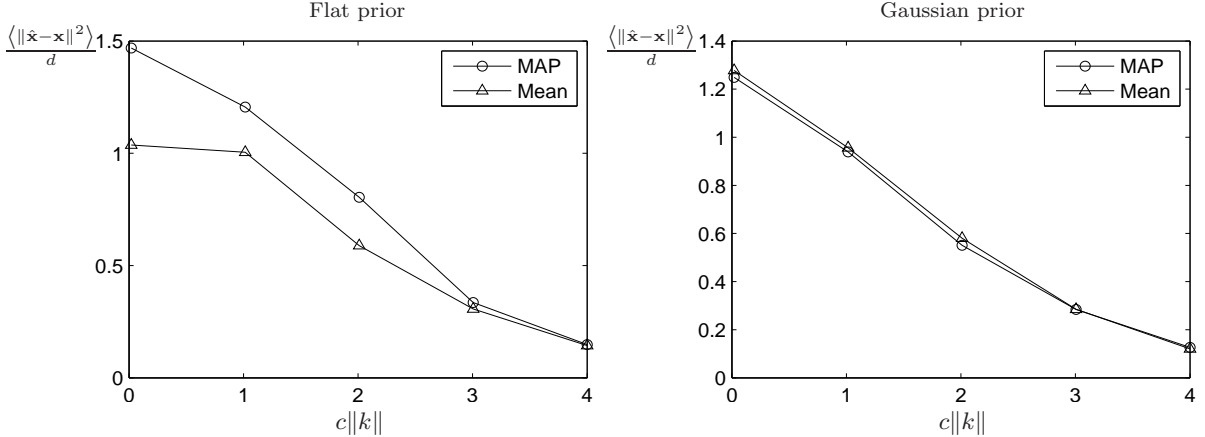 Flat prior
⟨‖x̂−x‖²⟩
d
1.5
1
0.5
0
MAP
Mean
0 1 2 3 4
c‖k‖
Gaussian prior
⟨‖x̂−x‖²⟩
d
1.4
1.2
1
0.8
0.6
0.4
0.2
0
MAP
Mean
0 1 2 3 4
c‖k‖